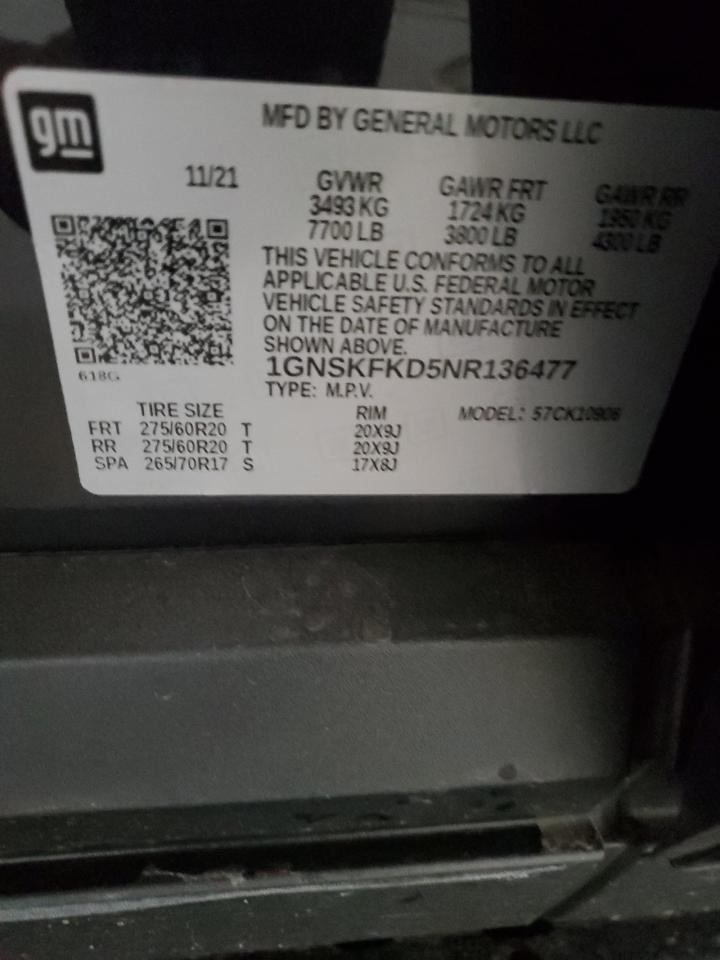 gm
MFD BY GENERAL MOTORS LLC
11/21 GVWR GAWR FRT GAWR RR
3493 KG 1724 KG 1950 KG
7700 LB 3800 LB 4300 LB
THIS VEHICLE CONFORMS TO ALL
APPLICABLE U.S. FEDERAL MOTOR
VEHICLE SAFETY STANDARDS IN EFFECT
ON THE DATE OF MANUFACTURE
SHOWN ABOVE.
618G 1GNSKFKD5NR136477
TYPE: M.P.V.
TIRE SIZE RIM MODEL: 57CK10906
FRT 275/60R20 T 20X9J
RR 275/60R20 T 20X9J
SPA 265/70R17 S 17X8J